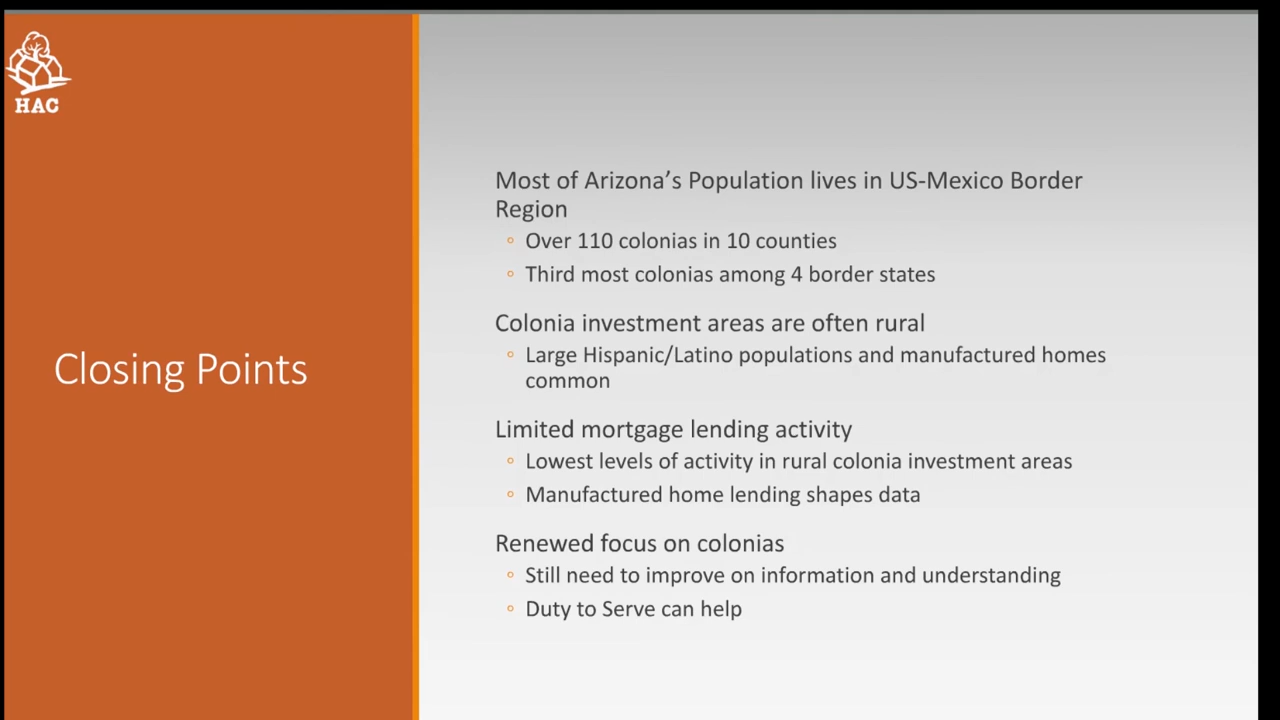 HAC
Closing Points
Most of Arizona’s Population lives in US-Mexico Border
Region
◦ Over 110 colonias in 10 counties
◦ Third most colonias among 4 border states
Colonia investment areas are often rural
◦ Large Hispanic/Latino populations and manufactured homes
common
Limited mortgage lending activity
◦ Lowest levels of activity in rural colonia investment areas
◦ Manufactured home lending shapes data
Renewed focus on colonias
◦ Still need to improve on information and understanding
◦ Duty to Serve can help